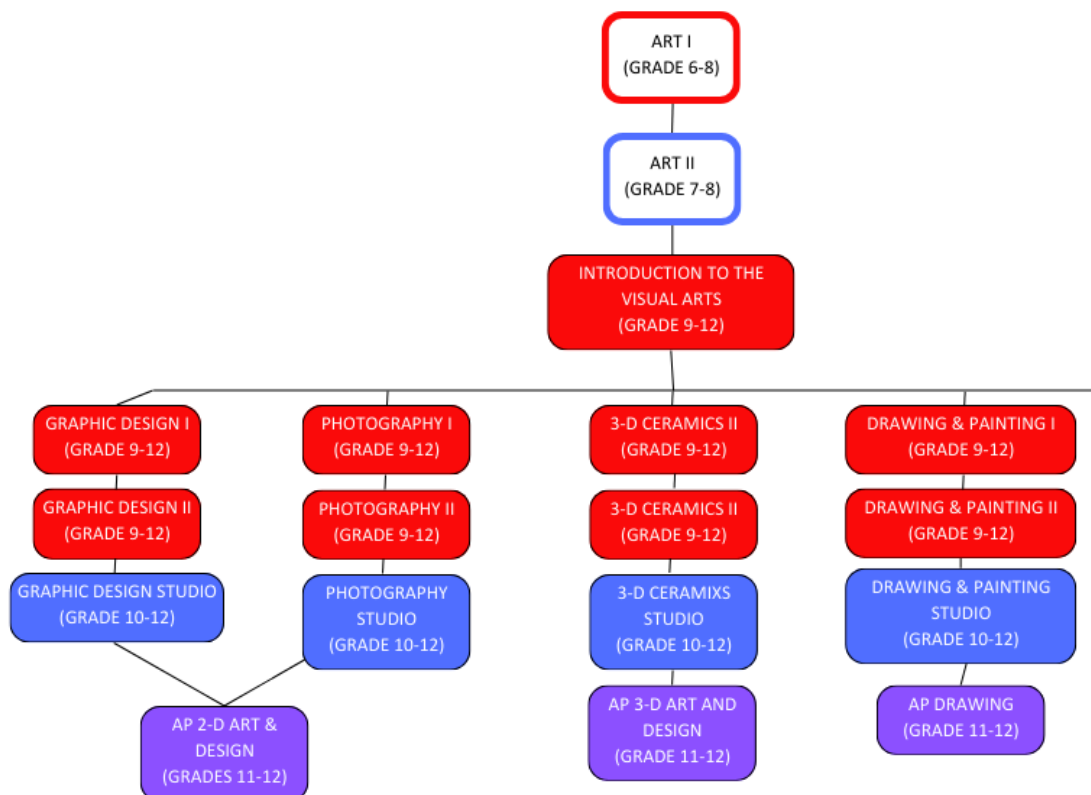 ART I
(GRADE 6-8)
ART II
(GRADE 7-8)
INTRODUCTION TO THE
VISUAL ARTS
(GRADE 9-12)
GRAPHIC DESIGN I
(GRADE 9-12)
PHOTOGRAPHY I
(GRADE 9-12)
3-D CERAMICS II
(GRADE 9-12)
DRAWING & PAINTING I
(GRADE 9-12)
GRAPHIC DESIGN II
(GRADE 9-12)
PHOTOGRAPHY II
(GRADE 9-12)
3-D CERAMICS II
(GRADE 9-12)
DRAWING & PAINTING II
(GRADE 9-12)
GRAPHIC DESIGN STUDIO
(GRADE 10-12)
PHOTOGRAPHY
STUDIO
(GRADE 10-12)
3-D CERAMIXS
STUDIO
(GRADE 10-12)
DRAWING & PAINTING
STUDIO
(GRADE 10-12)
AP 2-D ART &
DESIGN
(GRADES 11-12)
AP 3-D ART AND
DESIGN
(GRADE 11-12)
AP DRAWING
(GRADE 11-12)